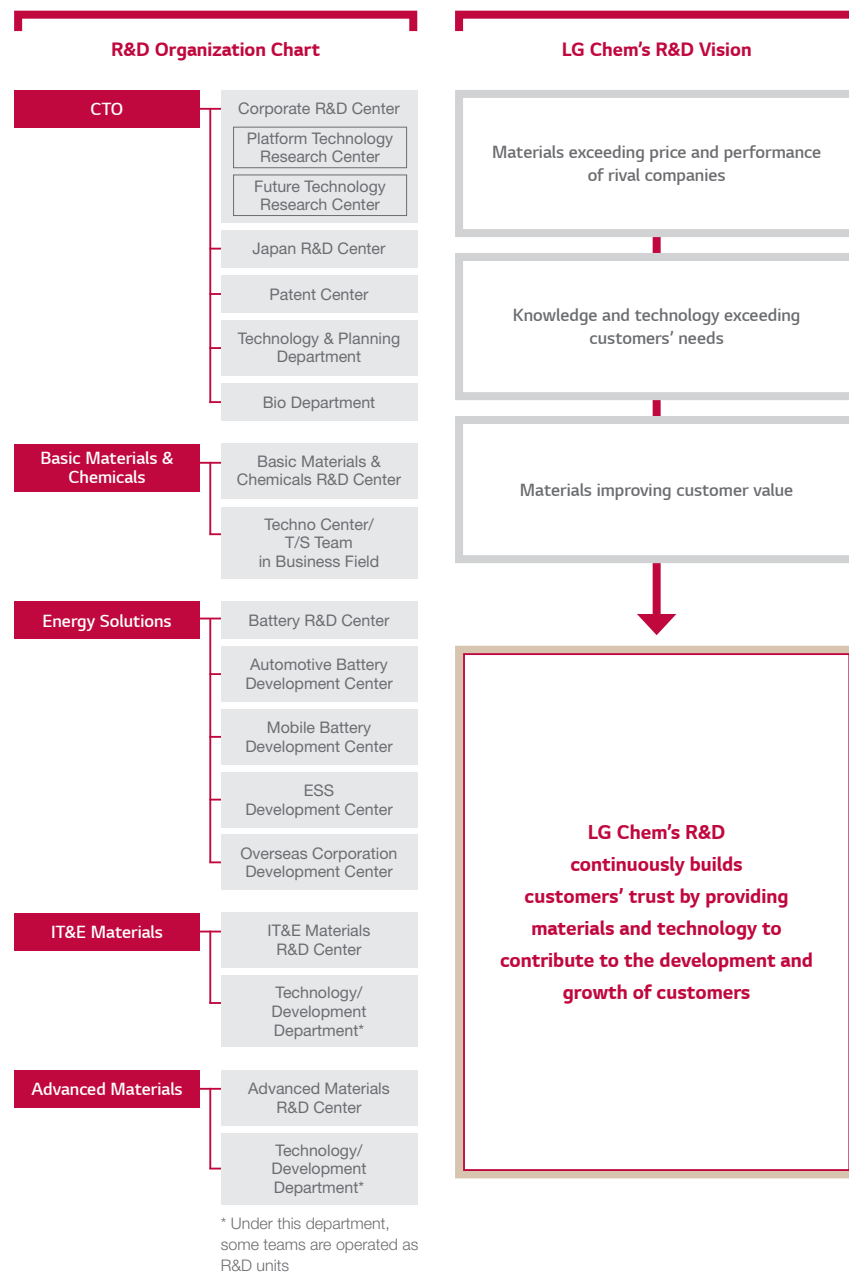 R&D Organization Chart
CTO
Corporate R&D Center
Platform Technology
Research Center
Future Technology
Research Center
Japan R&D Center
Patent Center
Technology & Planning
Department
Bio Department
Basic Materials &
Chemicals
Basic Materials &
Chemicals R&D Center
Techno Center/
T/S Team
in Business Field
Energy Solutions
Battery R&D Center
Automotive Battery
Development Center
Mobile Battery
Development Center
ESS
Development Center
Overseas Corporation
Development Center
IT&E Materials
IT&E Materials
R&D Center
Technology/
Development
Department*
Advanced Materials
Advanced Materials
R&D Center
Technology/
Development
Department*
* Under this department,
some teams are operated as
R&D units
LG Chem’s R&D Vision
Materials exceeding price and performance
of rival companies
Knowledge and technology exceeding
customers’ needs
Materials improving customer value
LG Chem’s R&D
continuously builds
customers’ trust by providing
materials and technology to
contribute to the development and
growth of customers